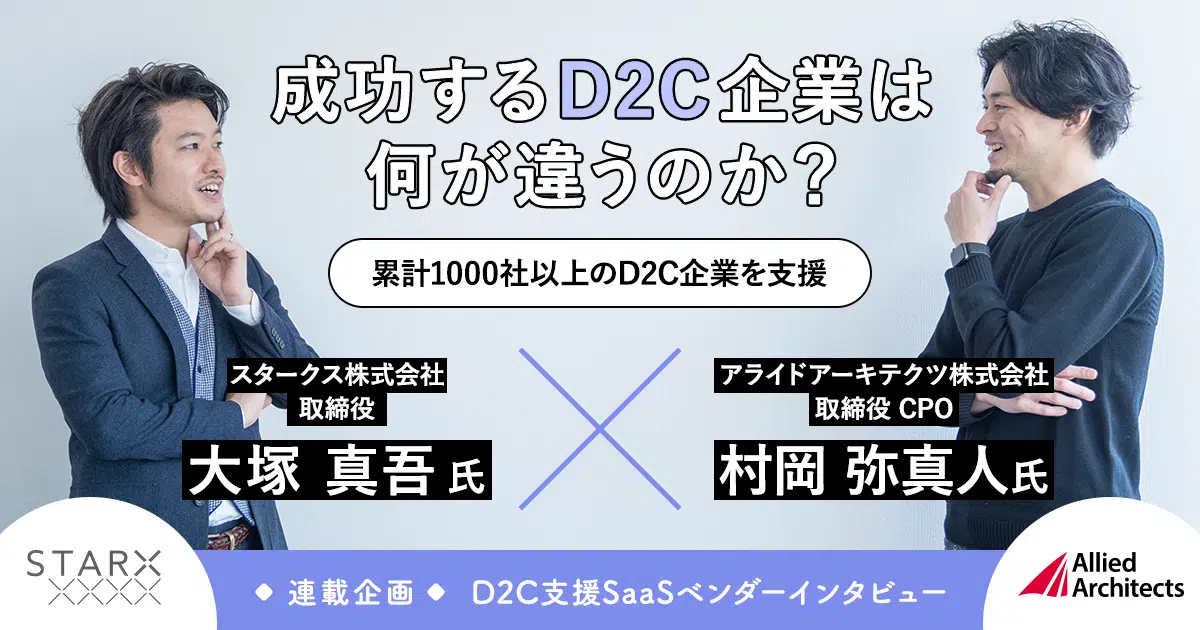 成功するD2C企業は
何が違うのか？
累計1000社以上のD2C企業を支援
スタークス株式会社
取締役
大塚 真吾 氏
アライドアーキテクツ株式会社
取締役 CPO
村岡 弥真人氏
STARX
連載企画 D2C支援SaaSベンダーインタビュー
Allied
Architects